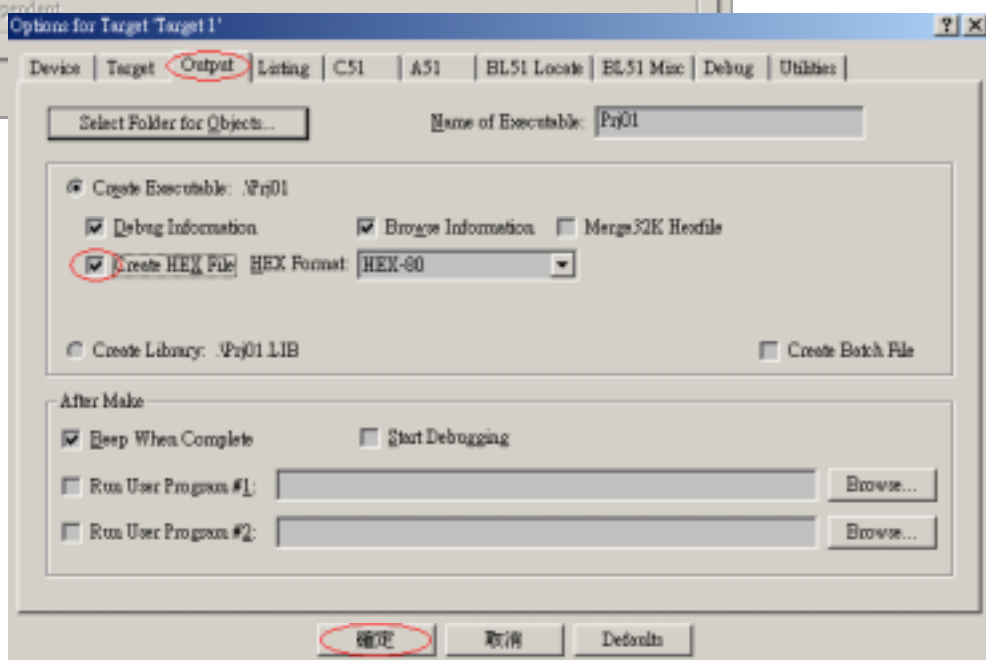 pendent
Options for Target 'Target 1'
Device Target Output Listing C51 A51 BL51 Locate BL51 Misc Debug Utilities
Select Folder for Objects... Name of Executable: Prj01
Create Executable: .\Prj01
Debug Information Browse Information Merge32K Hexfile
Create HEX File HEX Format: HEX-80
Create Library: .\Prj01.LIB Create Batch File
After Make
Beep When Complete Start Debugging
Run User Program #1: Browse...
Run User Program #2: Browse...
確定 取消 Defaults